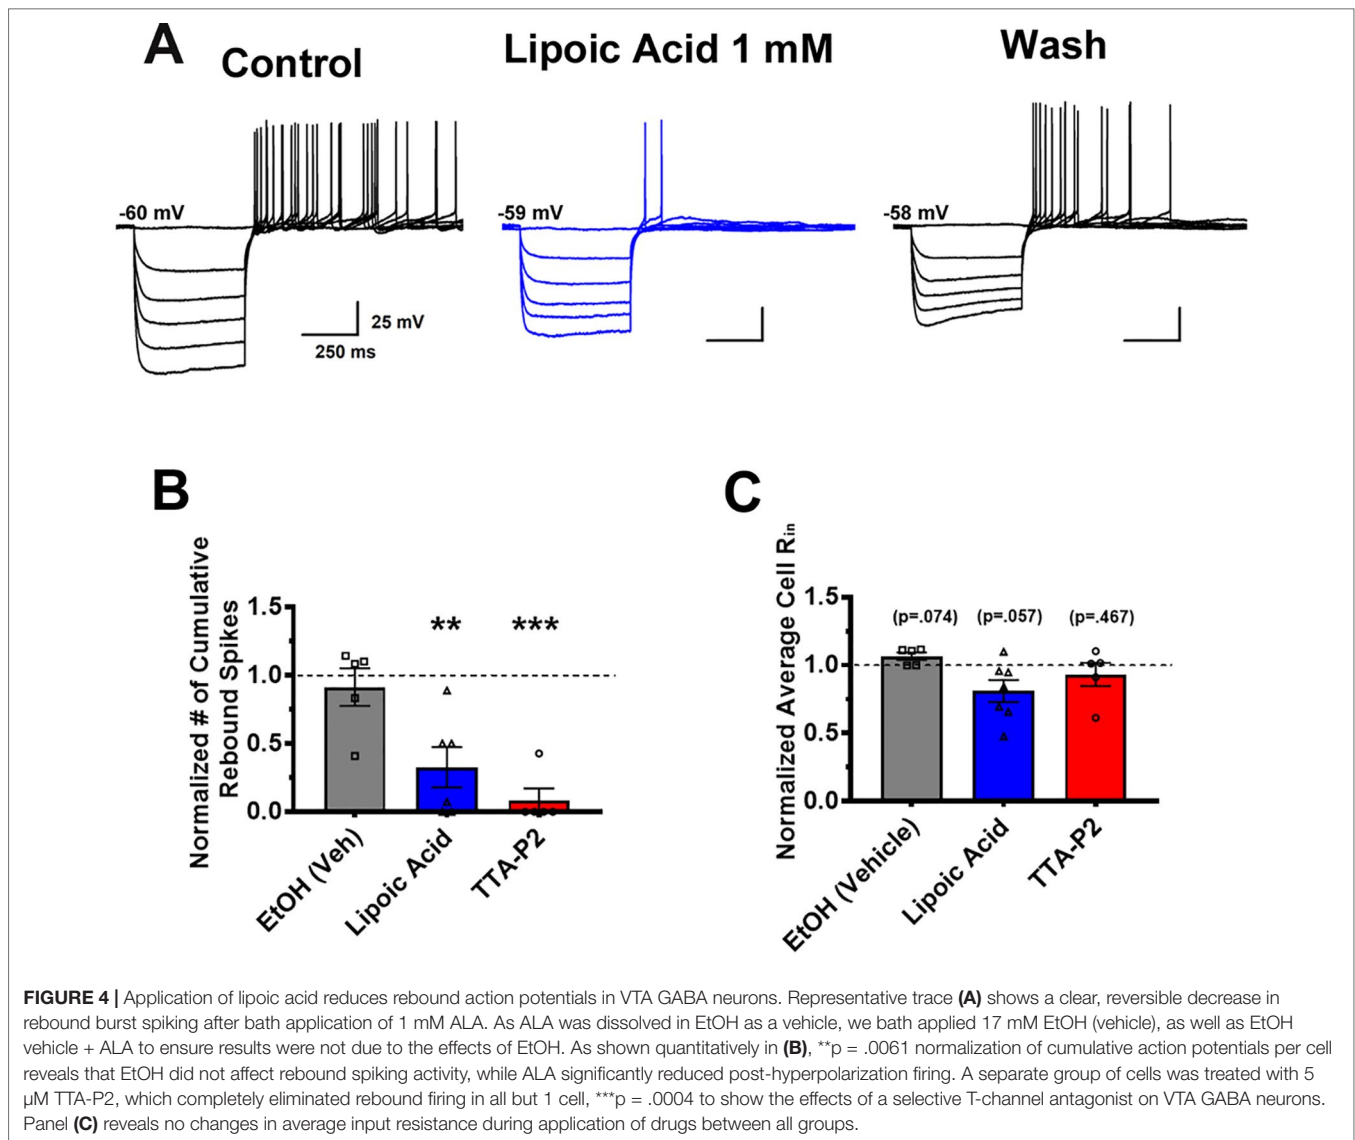 A
Control
Lipoic Acid 1 mM
Wash
-60 mV
-59 mV
-58 mV
25 mV
250 ms
B
Normalized # of Cumulative
Rebound Spikes
1.5
1.0
0.5
0.0
**
***
EtOH (Veh)
Lipoic Acid
TTA-P2
C
Normalized Average Cell Rin
1.5
1.0
0.5
0.0
(p=.074)
(p=.057)
(p=.467)
EtOH (Vehicle)
Lipoic Acid
TTA-P2
FIGURE 4 | Application of lipoic acid reduces rebound action potentials in VTA GABA neurons. Representative trace (A) shows a clear, reversible decrease in
rebound burst spiking after bath application of 1 mM ALA. As ALA was dissolved in EtOH as a vehicle, we bath applied 17 mM EtOH (vehicle), as well as EtOH
vehicle + ALA to ensure results were not due to the effects of EtOH. As shown quantitatively in (B), **p = .0061 normalization of cumulative action potentials per cell
reveals that EtOH did not affect rebound spiking activity, while ALA significantly reduced post-hyperpolarization firing. A separate group of cells was treated with 5
µM TTA-P2, which completely eliminated rebound firing in all but 1 cell, ***p = .0004 to show the effects of a selective T-channel antagonist on VTA GABA neurons.
Panel (C) reveals no changes in average input resistance during application of drugs between all groups.